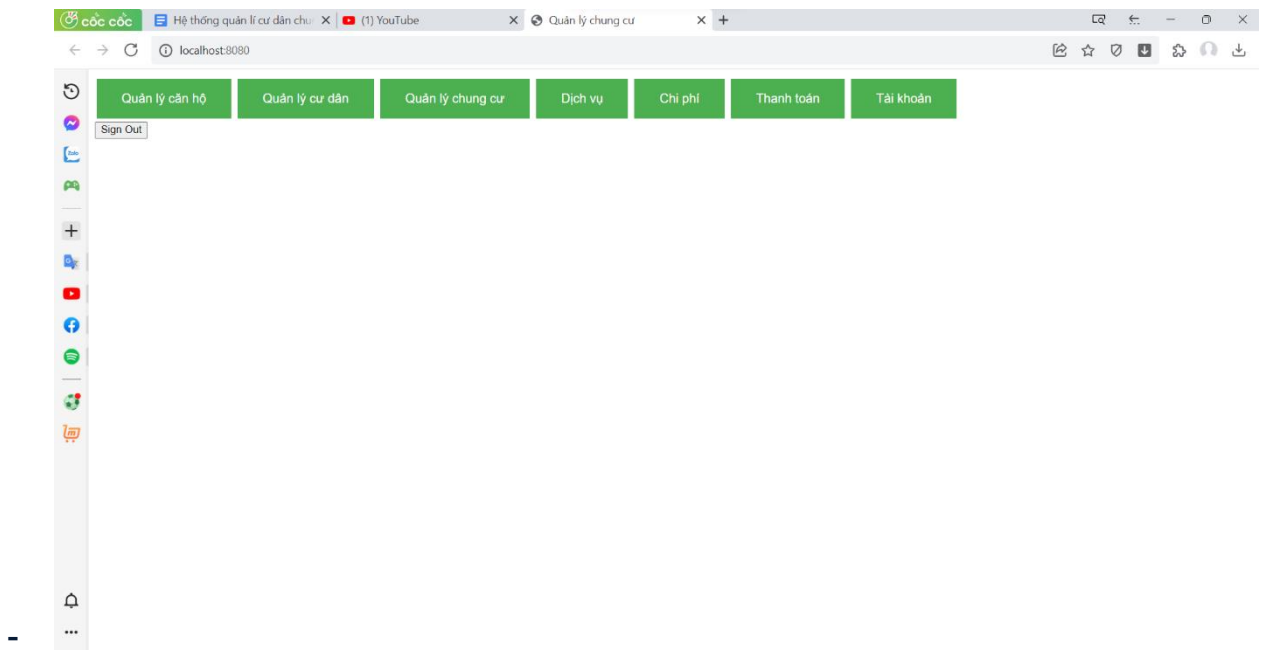 cốc cốc Hệ thống quản lí cư dân chu (1) YouTube Quản lý chung cư
localhost:8080
Quản lý căn hộ Quản lý cư dân Quản lý chung cư Dịch vụ Chi phí Thanh toán Tài khoản
Sign Out
Zalo
-